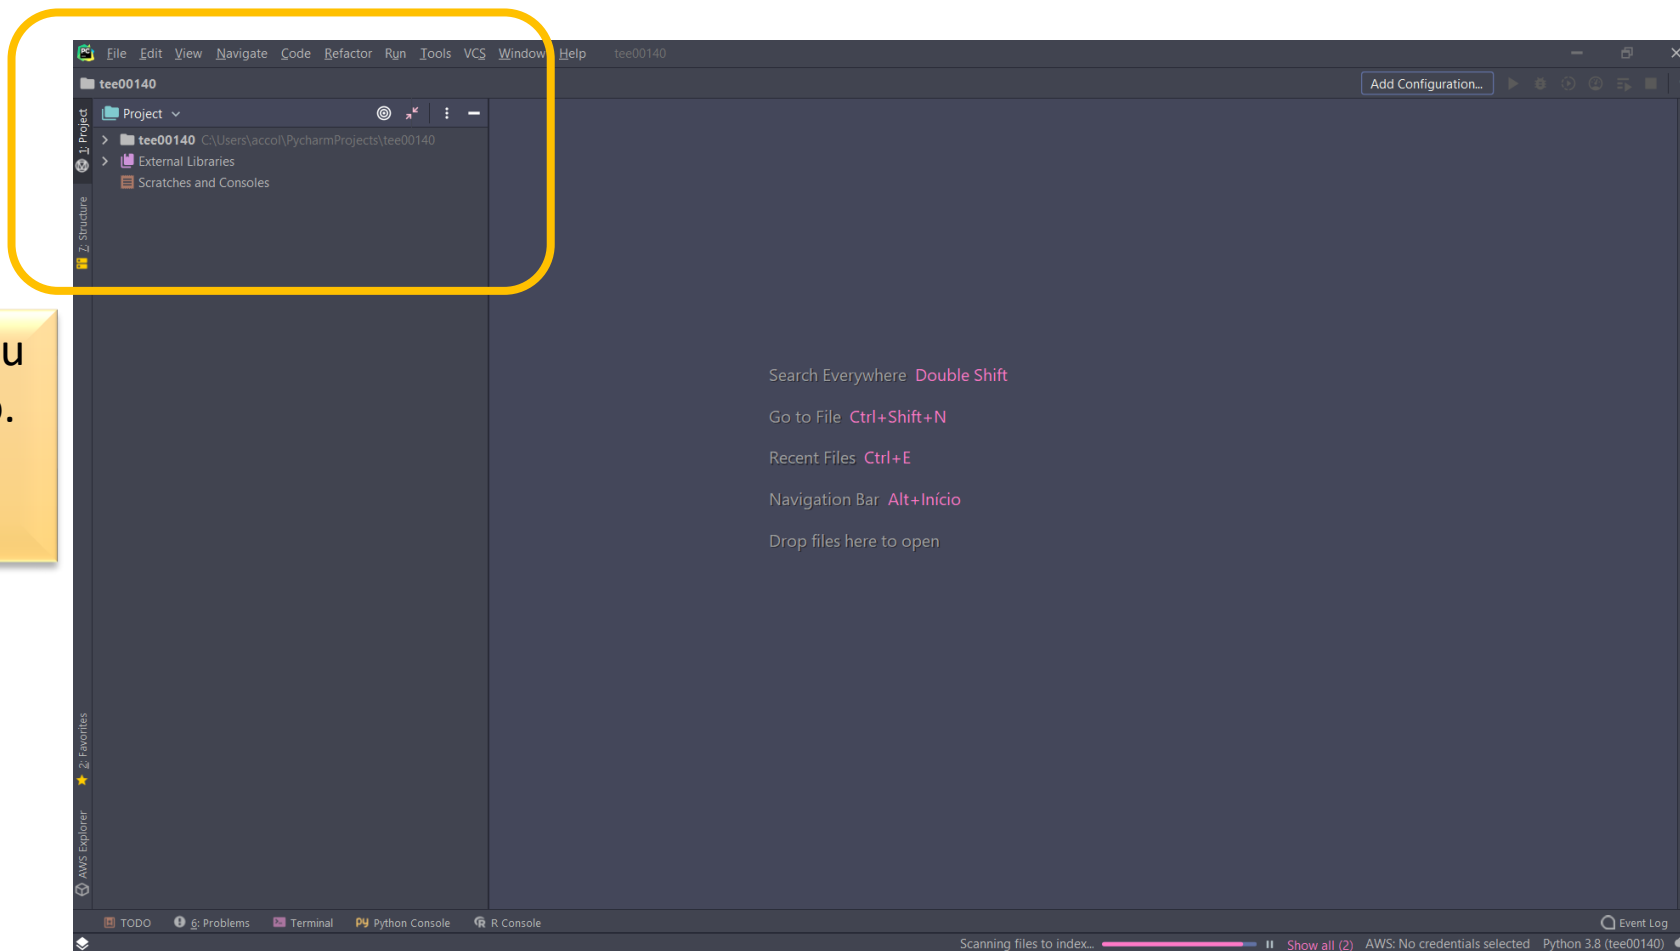 File Edit View Navigate Code Refactor Run Tools VCS Window Help tee00140
tee00140
Add Configuration...
Project
tee00140 C:\Users\accol\PycharmProjects\tee00140
External Libraries
Scratches and Consoles
1: Project
7: Structure
u
Search Everywhere Double Shift
Go to File Ctrl+Shift+N
Recent Files Ctrl+E
Navigation Bar Alt+Início
Drop files here to open
2: Favorites
AWS Explorer
TODO 6: Problems Terminal Python Console R Console Event Log
Scanning files to index... Show all (2) AWS: No credentials selected Python 3.8 (tee00140)